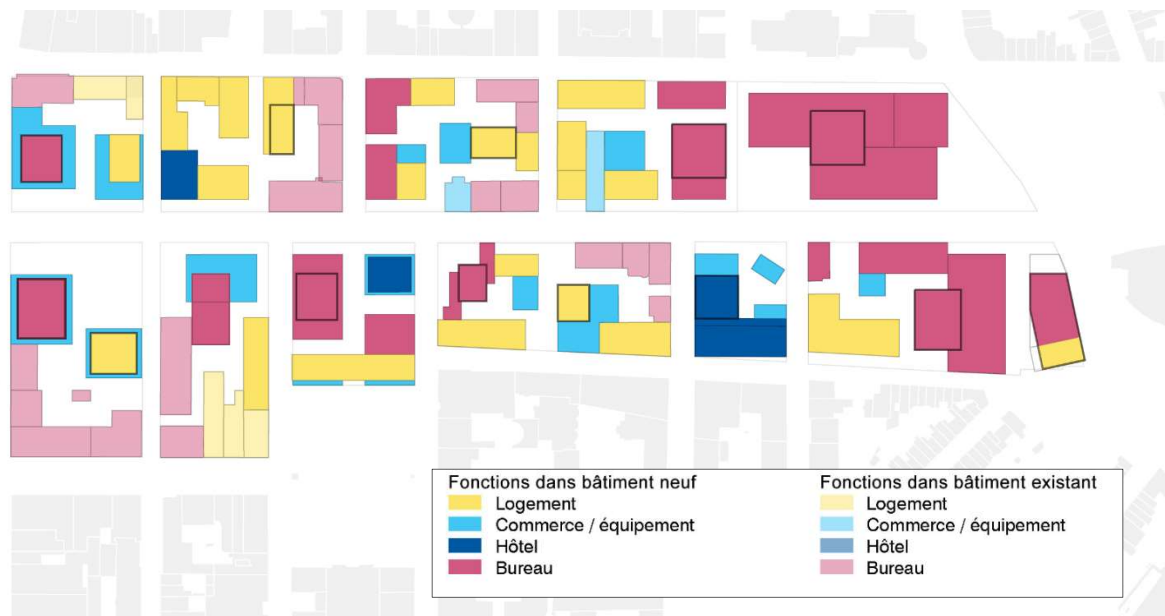 Fonctions dans bâtiment neuf
Logement
Commerce / équipement
Hôtel
Bureau
Fonctions dans bâtiment existant
Logement
Commerce / équipement
Hôtel
Bureau